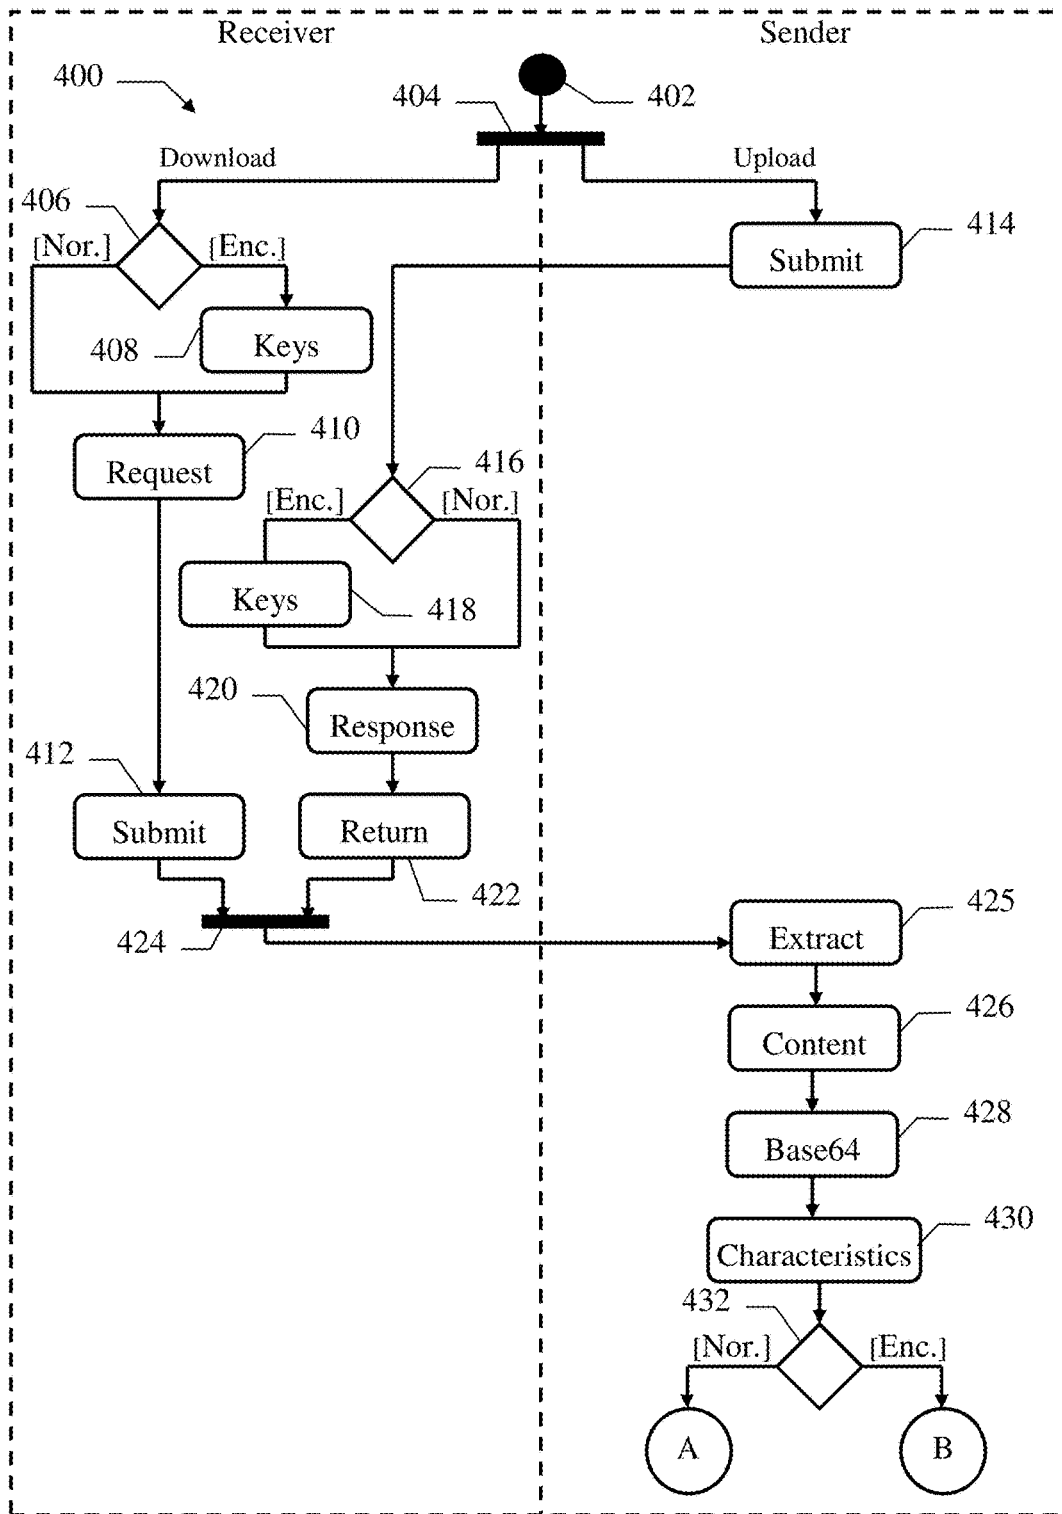 Receiver
Sender
400
404
402
Download
Upload
406
414
[Nor.]
[Enc.]
Submit
408
Keys
410
Request
416
[Enc.]
[Nor.]
Keys
418
420
Response
412
Submit
Return
422
424
425
Extract
426
Content
428
Base64
430
Characteristics
432
[Nor.]
[Enc.]
A
B